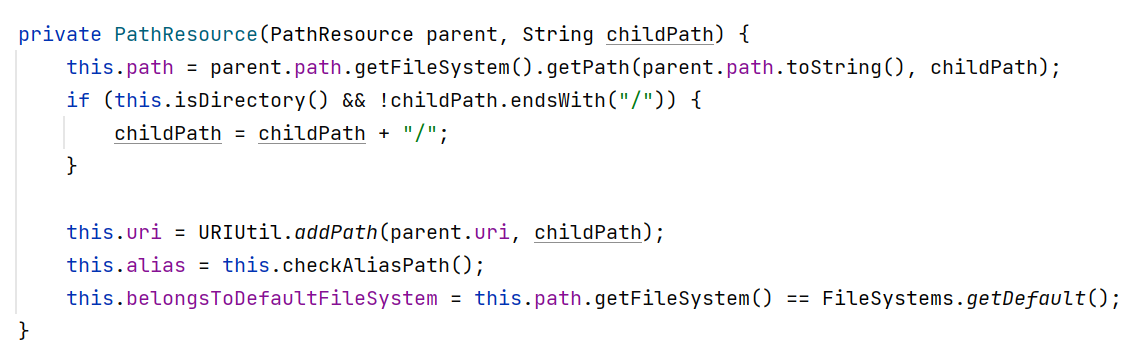 private PathResource(PathResource parent, String childPath) {
    this.path = parent.path.getFileSystem().getPath(parent.path.toString(), childPath);
    if (this.isDirectory() && !childPath.endsWith("/")) {
        childPath = childPath + "/";
    }

    this.uri = URIUtil.addPath(parent.uri, childPath);
    this.alias = this.checkAliasPath();
    this.belongsToDefaultFileSystem = this.path.getFileSystem() == FileSystems.getDefault();
}